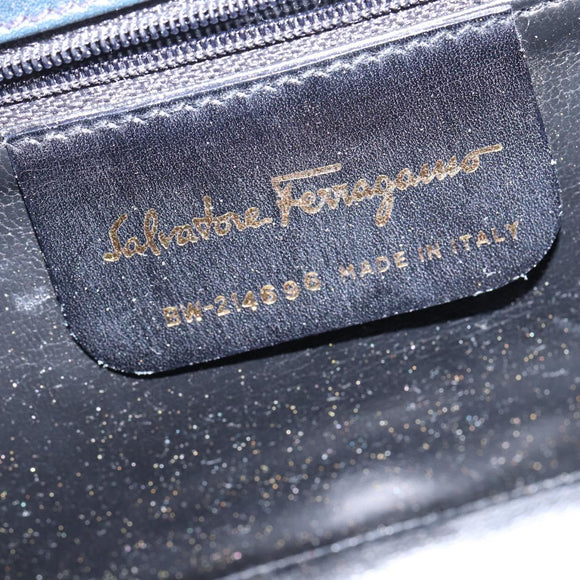 Salvatore Ferragamo
BW-214696 MADE IN ITALY